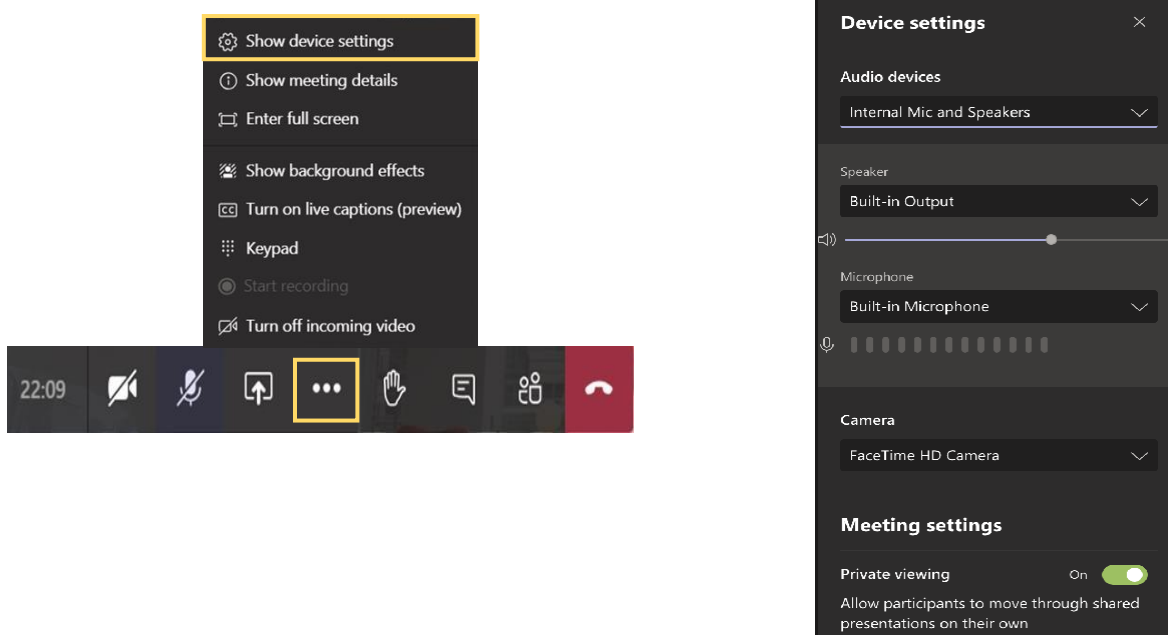 Show device settings
Show meeting details
Enter full screen
Show background effects
CC Turn on live captions (preview)
Keypad
Start recording
Turn off incoming video
22:09
Device settings
Audio devices
Internal Mic and Speakers
Speaker
Built-in Output
Microphone
Built-in Microphone
Camera
FaceTime HD Camera
Meeting settings
Private viewing On
Allow participants to move through shared
presentations on their own